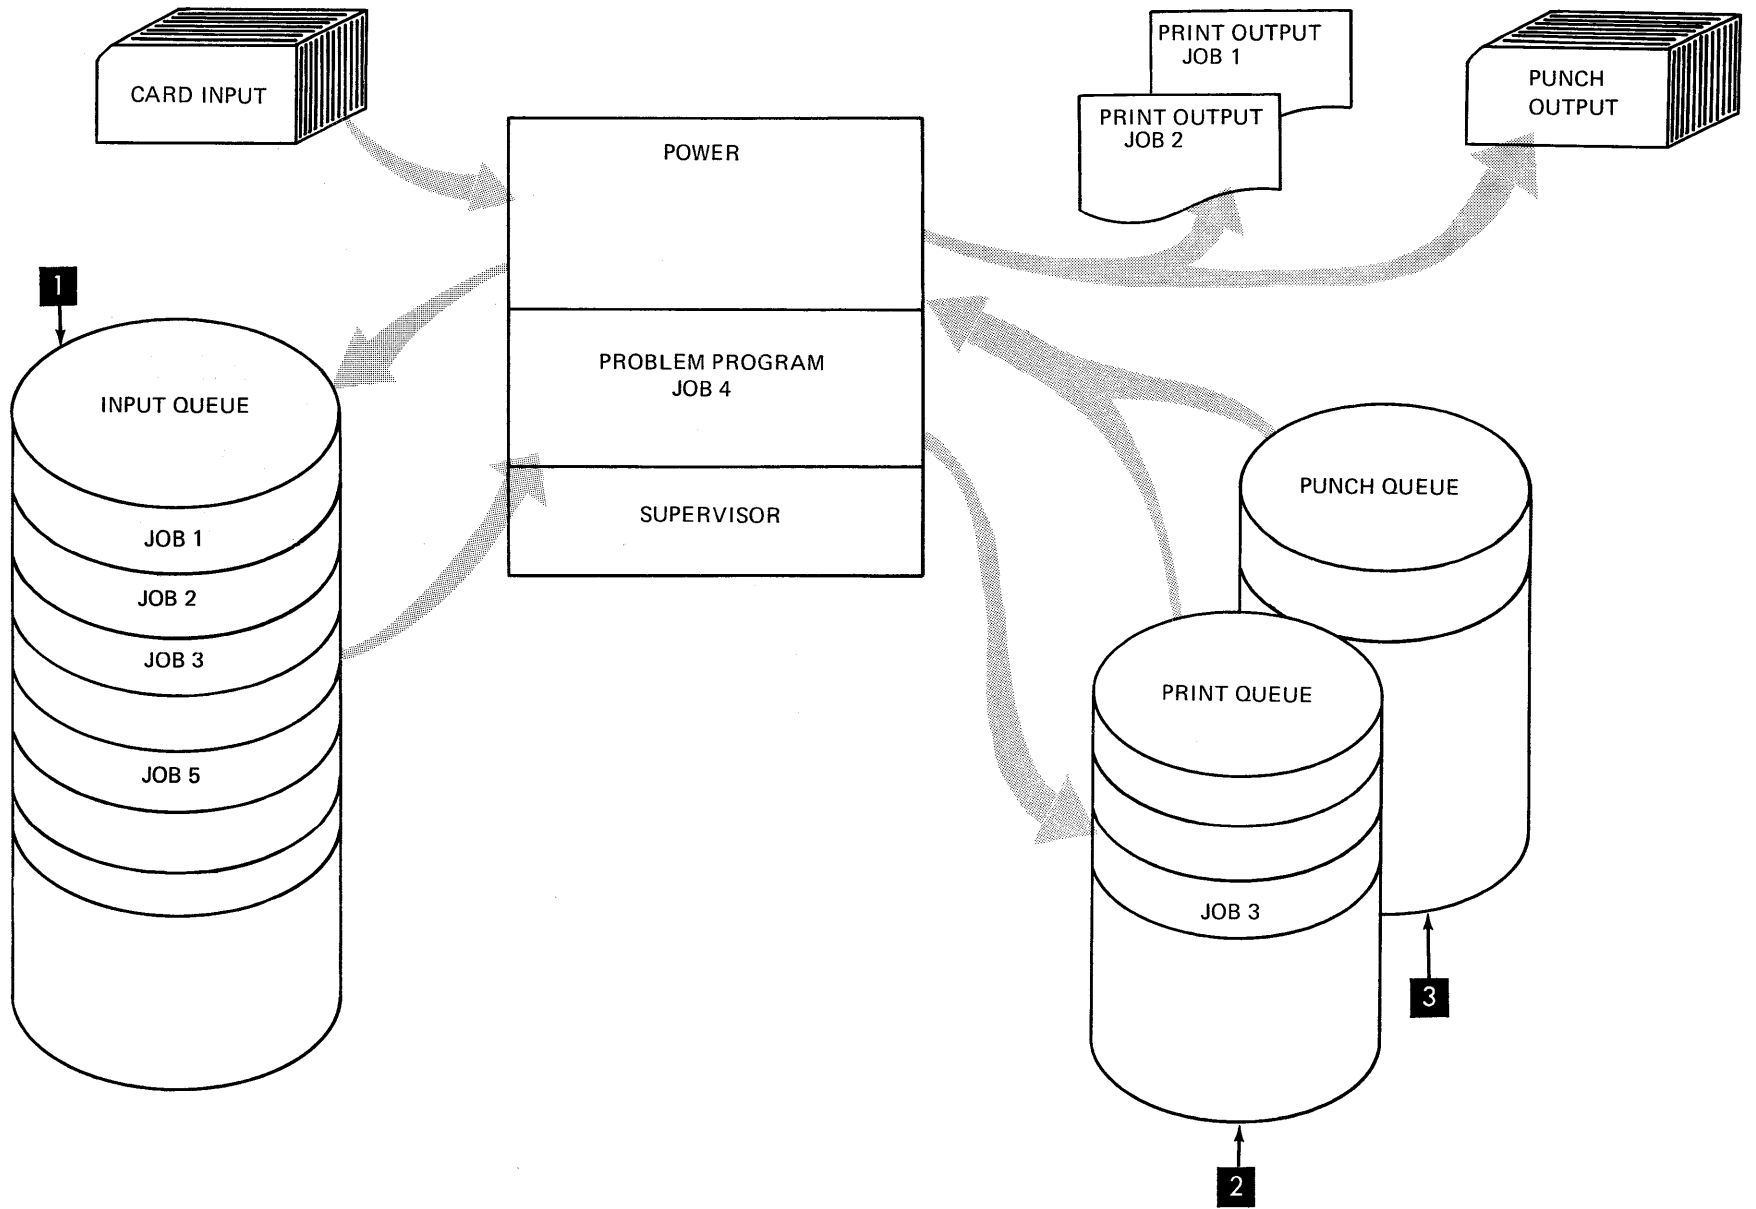 CARD INPUT
POWER
PRINT OUTPUT
JOB 1
PRINT OUTPUT
JOB 2
PUNCH
OUTPUT
1
INPUT QUEUE
JOB 1
JOB 2
JOB 3
JOB 5
PROBLEM PROGRAM
JOB 4
SUPERVISOR
PUNCH QUEUE
PRINT QUEUE
JOB 3
3
2